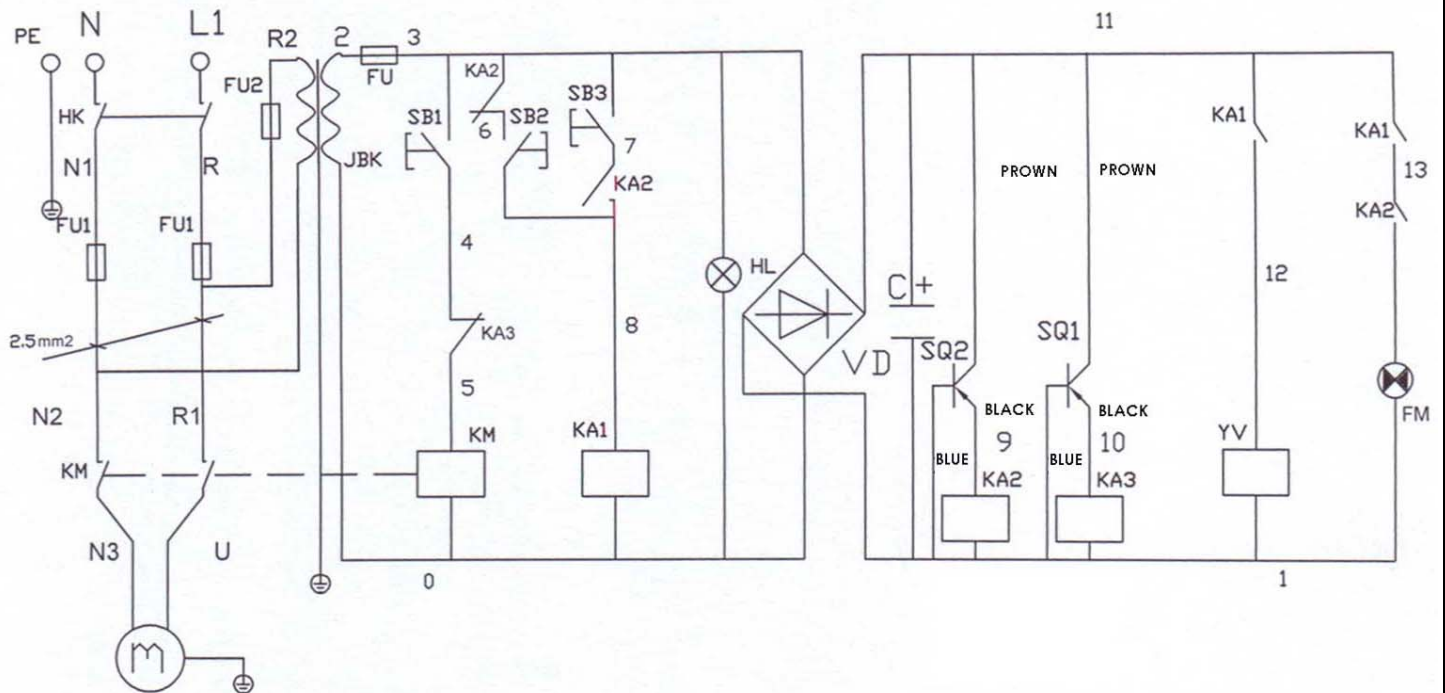 PE N L1 R2 2 3 11
FU2 FU KA2 SB3
HK SB1 6 SB2 KA1 KA1
N1 R JBK 7 PROWN PROWN 13
KA2 KA2
FU1 FU1
4 HL 12
C +
2.5mm2 KA3 8 VD SQ2 SQ1
5 FM
N2 R1 BLACK BLACK
KM KA1 9 10 YV
KM BLUE KA2 BLUE KA3
N3 U
0 1
M